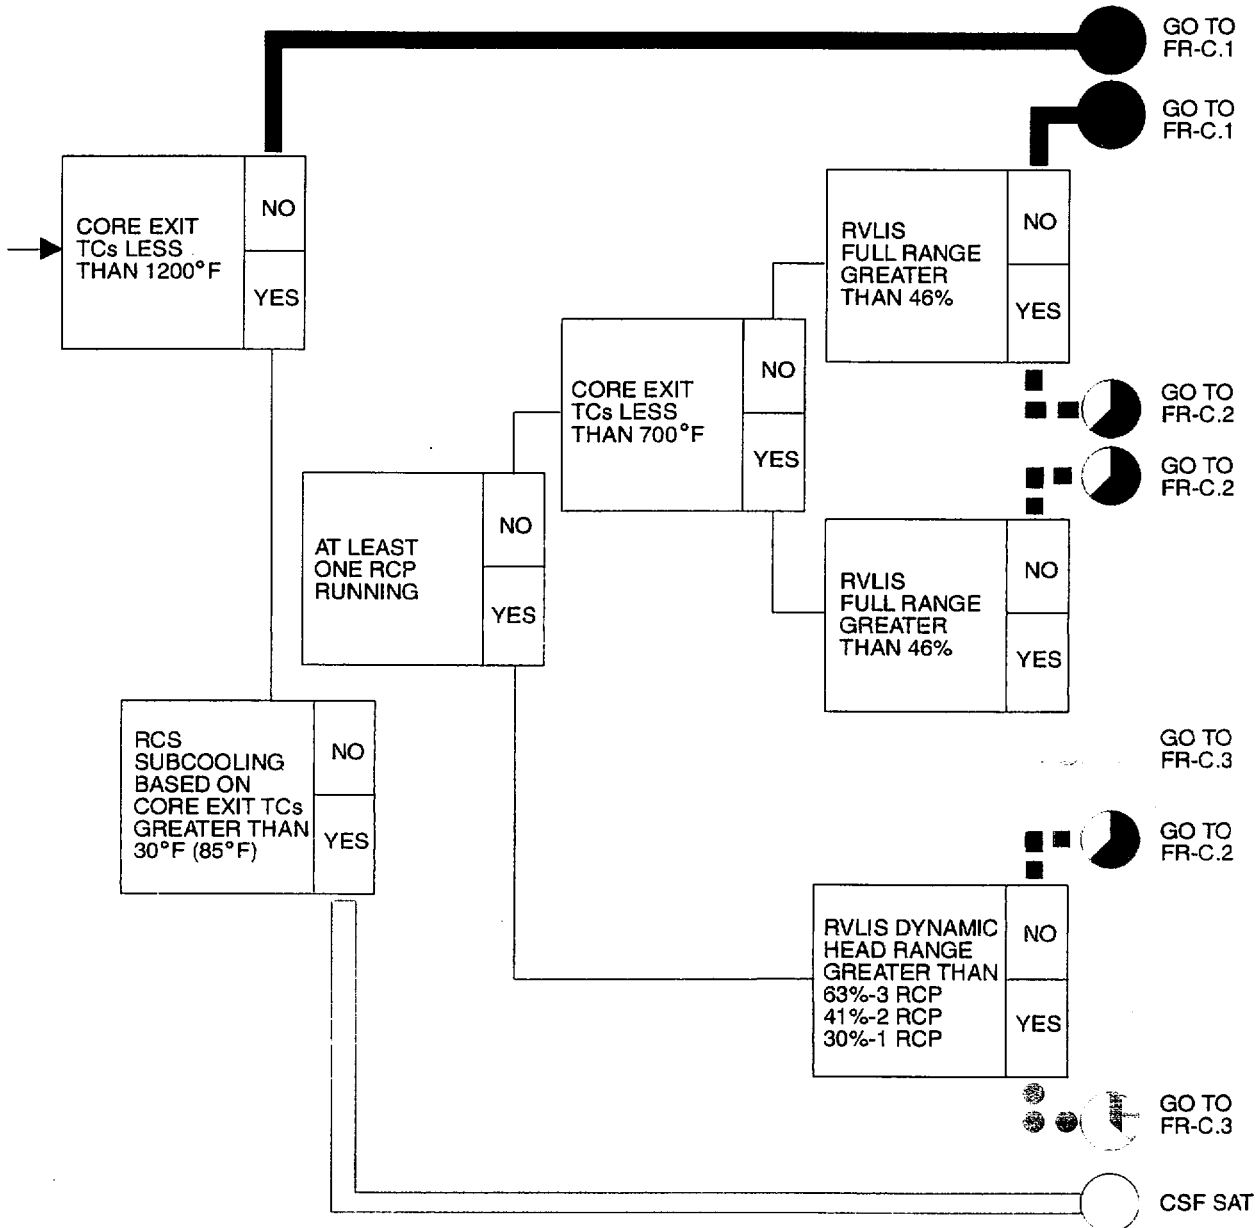 GO TO
FR-C.1
GO TO
FR-C.1
CORE EXIT
TCs LESS
THAN 1200°F
NO
YES
RVLIS
FULL RANGE
GREATER
THAN 46%
NO
YES
CORE EXIT
TCs LESS
THAN 700°F
NO
YES
GO TO
FR-C.2
GO TO
FR-C.2
AT LEAST
ONE RCP
RUNNING
NO
YES
RVLIS
FULL RANGE
GREATER
THAN 46%
NO
YES
RCS
SUBCOOLING
BASED ON
CORE EXIT TCs
GREATER THAN
30°F (85°F)
NO
YES
GO TO
FR-C.3
GO TO
FR-C.2
RVLIS DYNAMIC
HEAD RANGE
GREATER THAN
63%-3 RCP
41%-2 RCP
30%-1 RCP
NO
YES
GO TO
FR-C.3
CSF SAT